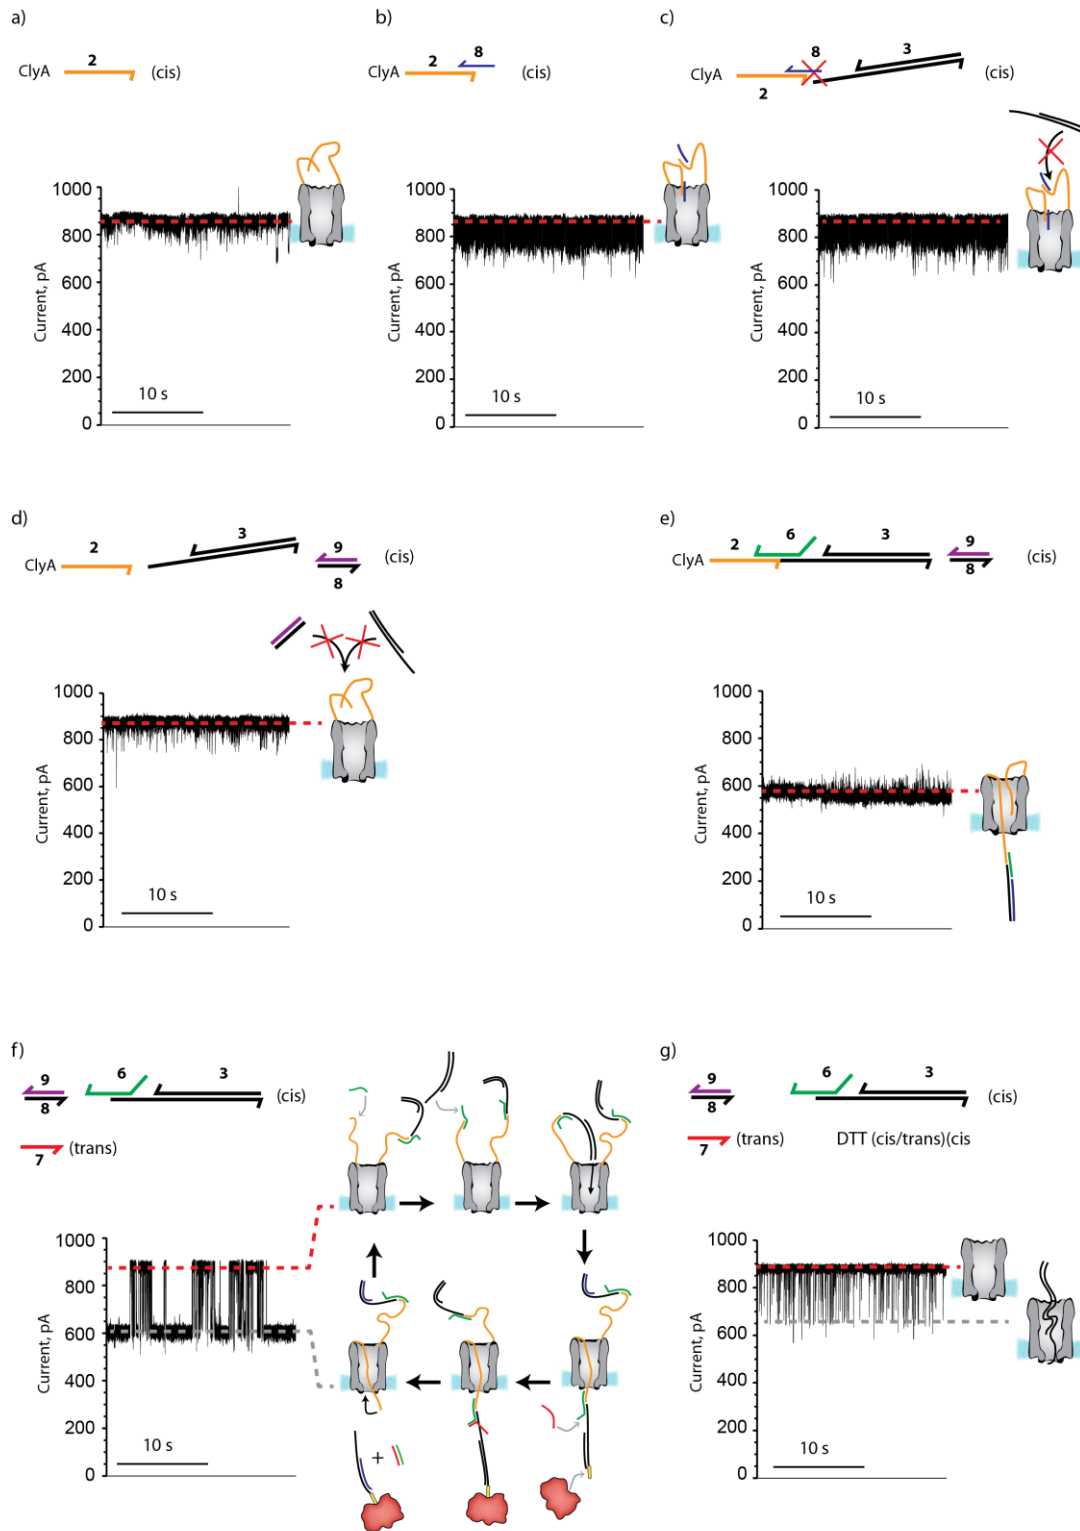 a)
2
ClyA
(cis)
Current, pA
1000
800
600
400
200
0
10 s
b)
8
2
ClyA
(cis)
Current, pA
1000
800
600
400
200
0
10 s
c)
8
3
ClyA
(cis)
2
Current, pA
1000
800
600
400
200
0
10 s
d)
2
3
9
ClyA
8
(cis)
Current, pA
1000
800
600
400
200
0
10 s
e)
2
6
3
9
ClyA
8
(cis)
Current, pA
1000
800
600
400
200
0
10 s
f)
9
6
3
8
(cis)
7
(trans)
Current, pA
1000
800
600
400
200
0
10 s
+
g)
9
6
3
8
(cis)
7
(trans)
DTT (cis/trans)(cis
Current, pA
1000
800
600
400
200
0
10 s